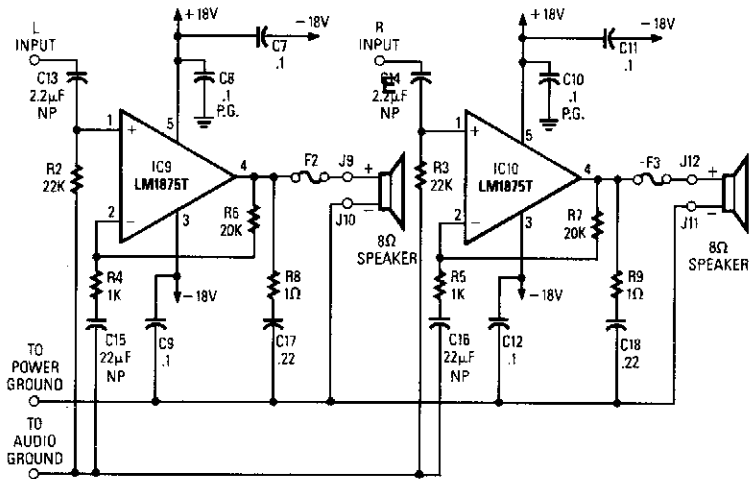 L
INPUT
C13
2.2µF
NP
+18V
-18V
C7
.1
C8
.1
P.G.
1
+
5
IC9
LM1875T
4
2
−
3
-18V
R2
22K
R4
1K
C15
22µF
NP
C9
.1
R6
20K
R8
1Ω
C17
.22
F2
J9
+
J10
−
8Ω
SPEAKER
R
INPUT
C14
2.2µF
E
NP
+18V
-18V
C11
.1
C10
.1
P.G.
1
+
5
IC10
LM1875T
4
2
−
3
-18V
R3
22K
R5
1K
C16
22µF
NP
C12
.1
R7
20K
R9
1Ω
C18
.22
-F3
J12
+
J11
−
8Ω
SPEAKER
TO
POWER
GROUND
TO
AUDIO
GROUND